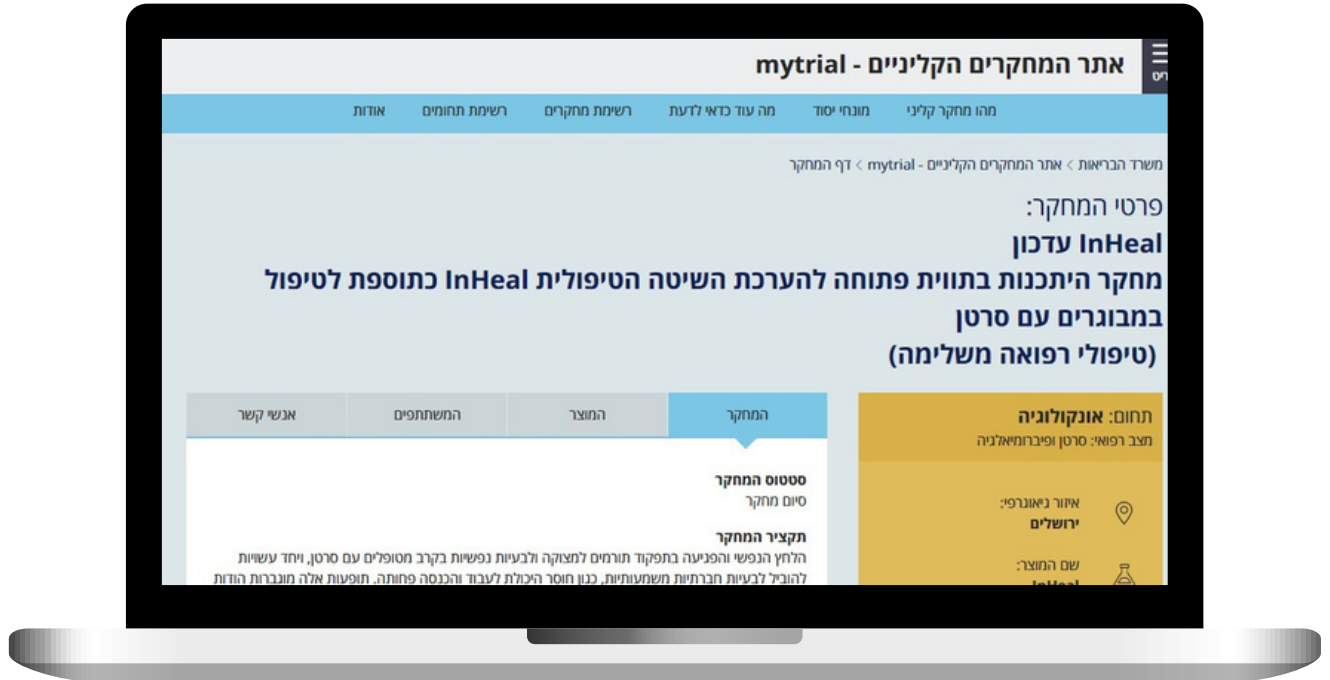 אתר המחקרים הקליניים - mytrial
מהו מחקר קליני מונחי יסוד מה עוד כדאי לדעת רשימת מחקרים רשימת תחומים אודות
משרד הבריאות > אתר המחקרים הקליניים - mytrial > דף המחקר
פרטי המחקר:
InHeal עדכון
מחקר היתכנות בתווית פתוחה להערכת השיטה הטיפולית InHeal כתוספת לטיפול
במבוגרים עם סרטן
(טיפולי רפואה משלימה)
תחום: אונקולוגיה
מצב רפואי: סרטן ופיברומיאלגיה
איזור גיאוגרפי:
ירושלים
שם המוצר:
InHeal
המחקר המוצר המשתתפים אנשי קשר
סטטוס המחקר
סיום מחקר
תקציר המחקר
הלחץ הנפשי והפגיעה בתפקוד תורמים למצוקה ולבעיות נפשיות בקרב מטופלים עם סרטן, ויחד עשויות
להוביל לבעיות חברתיות משמעותיות, כגון חוסר היכולת לעבוד והכנסה פחותה. תופעות אלה מוגברות הודות